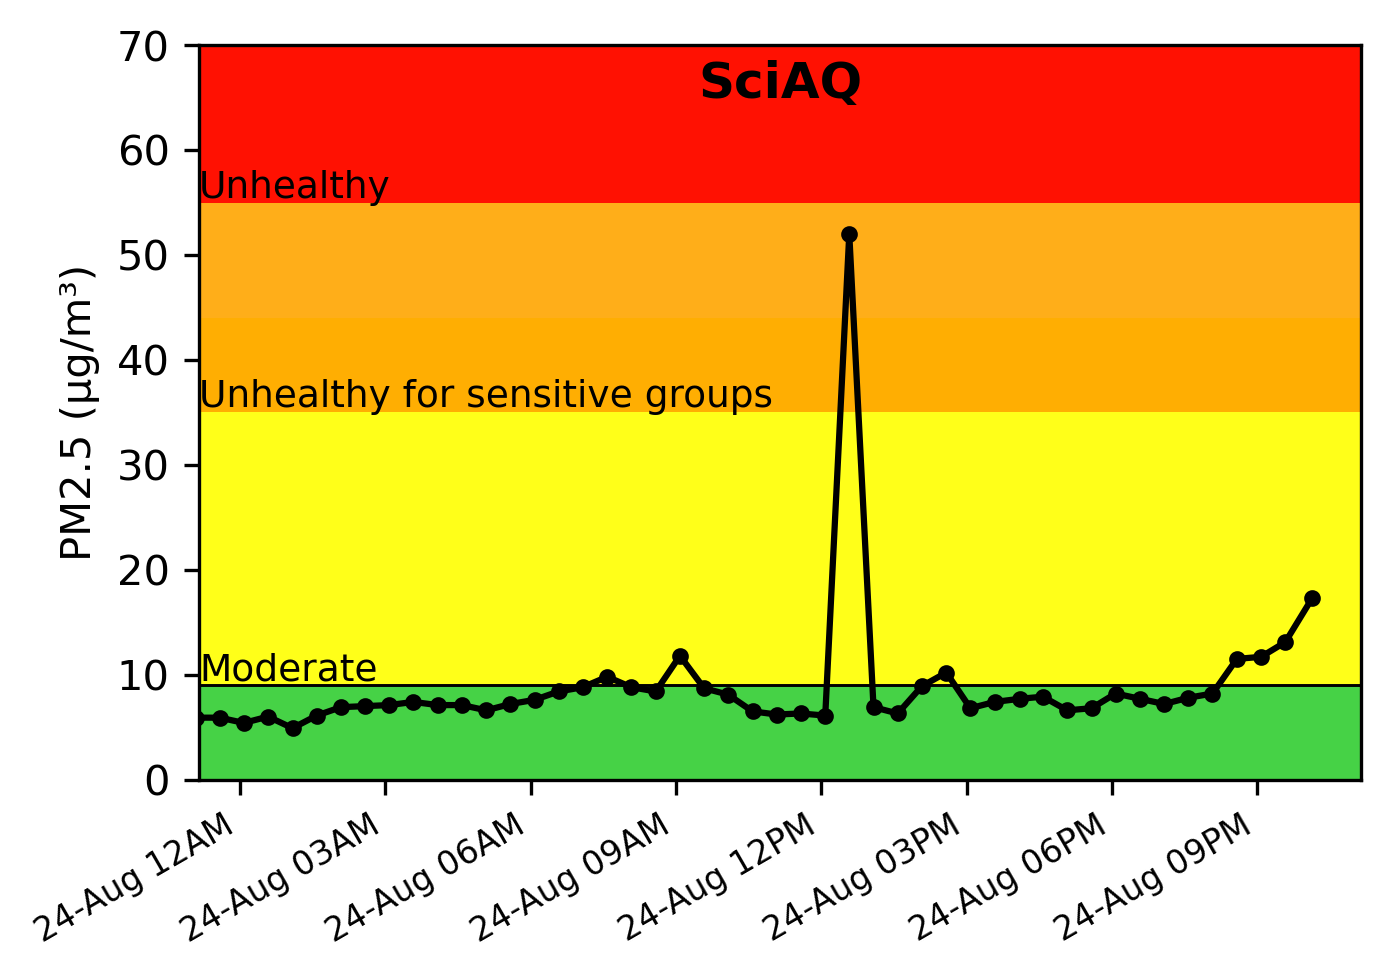 SciAQ
PM2.5 (µg/m³)
70
60
50
40
30
20
10
0
Unhealthy
Unhealthy for sensitive groups
Moderate
24-Aug 12AM
24-Aug 03AM
24-Aug 06AM
24-Aug 09AM
24-Aug 12PM
24-Aug 03PM
24-Aug 06PM
24-Aug 09PM